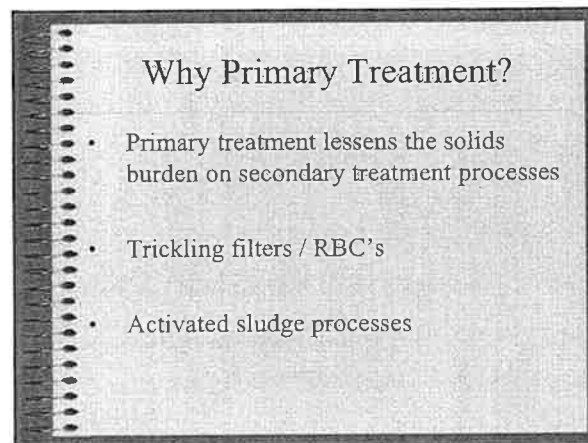 Why Primary Treatment?
• Primary treatment lessens the solids
burden on secondary treatment processes
• Trickling filters / RBC's
• Activated sludge processes